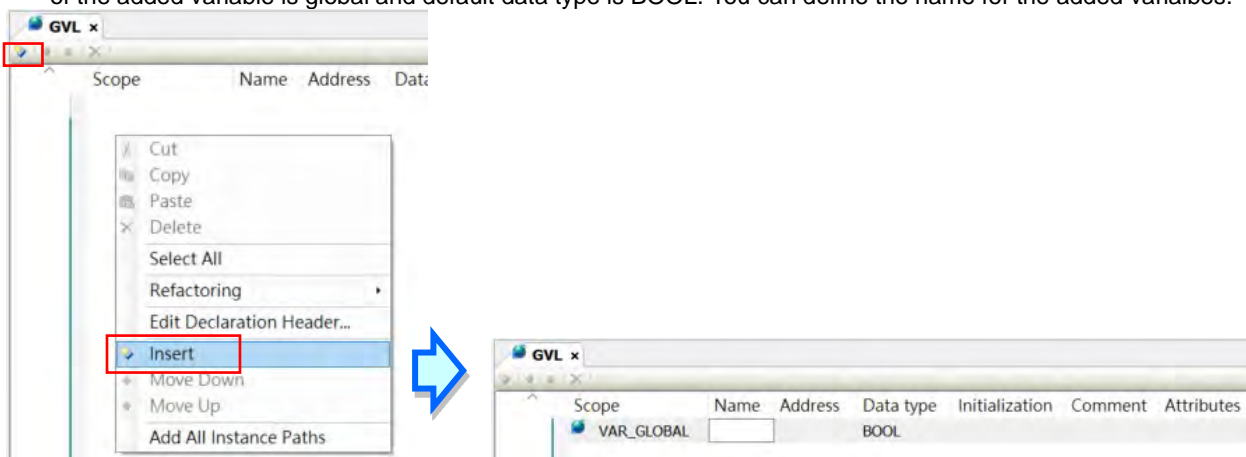 of the added variable is global and default data type is BOOL. You can define the name for the added varialbes.
GVL ×
Scope Name Address Data
Cut
Copy
Paste
Delete
Select All
Refactoring
Edit Declaration Header...
Insert
Move Down
Move Up
Add All Instance Paths
GVL ×
Scope Name Address Data type Initialization Comment Attributes
VAR_GLOBAL BOOL